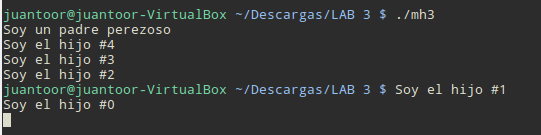 juantoor@juantoor-VirtualBox ~/Descargas/LAB 3 $ ./mh3
Soy un padre perezoso
Soy el hijo #4
Soy el hijo #3
Soy el hijo #2
juantoor@juantoor-VirtualBox ~/Descargas/LAB 3 $ Soy el hijo #1
Soy el hijo #0